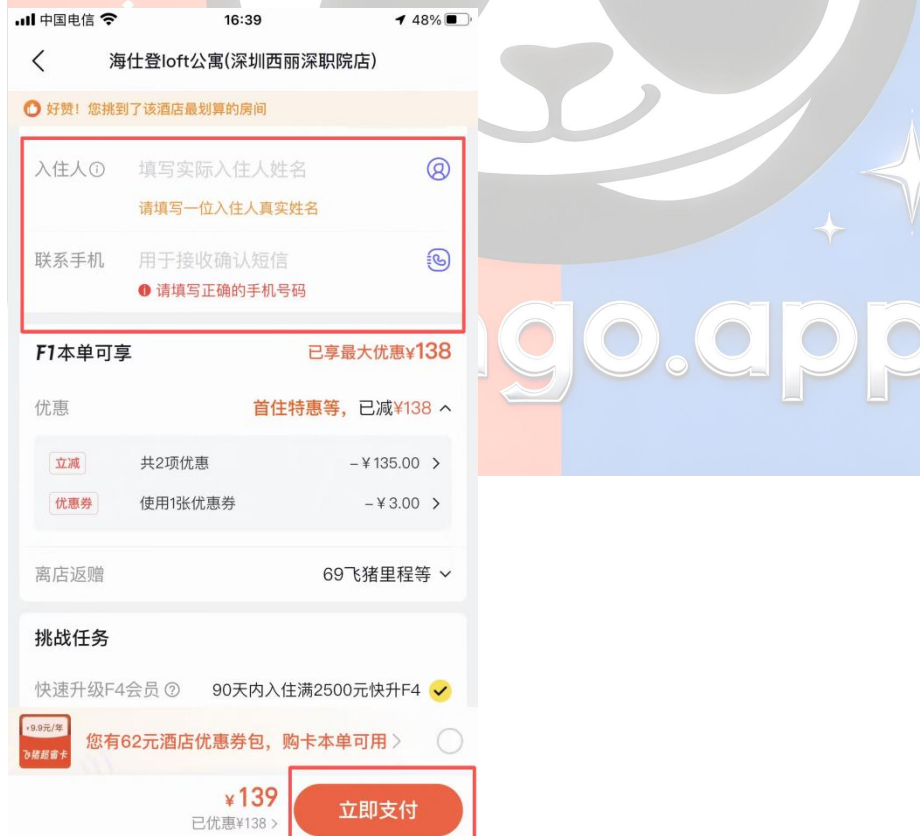 中国电信 16:39 48%
海仕登loft公寓(深圳西丽深职院店)
好赞！您挑到了该酒店最划算的房间
入住人 填写实际入住人姓名
请填写一位入住人真实姓名
联系手机 用于接收确认短信
请填写正确的手机号码
F1本单可享 已享最大优惠¥138
优惠 首住特惠等，已减¥138
立减 共2项优惠 -¥135.00
优惠券 使用1张优惠券 -¥3.00
离店返赠 69飞猪里程等
挑战任务
快速升级F4会员 90天内入住满2500元快升F4
9.9元/年
飞猪超省卡
您有62元酒店优惠券包，购卡本单可用
¥139
已优惠¥138
立即支付
go.app